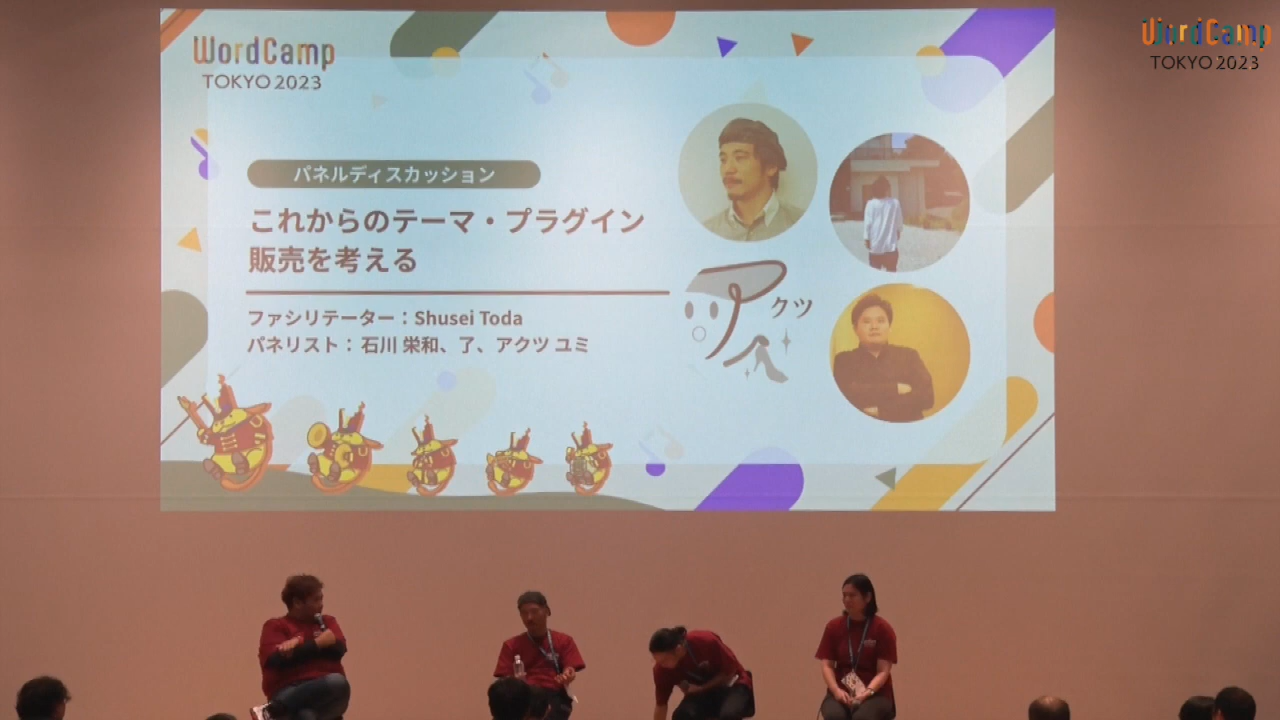 WordCamp
TOKYO 2023
パネルディスカッション
これからのテーマ・プラグイン
販売を考える
ファシリテーター：Shusei Toda
パネリスト： 石川 栄和、了、アクツ ユミ
アクツ
WordCamp
TOKYO 2023